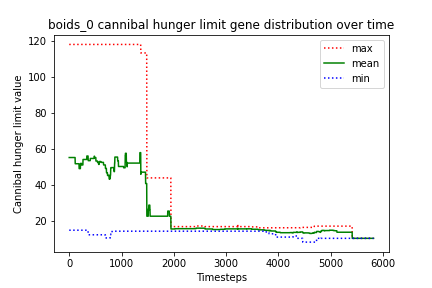 boids_0 cannibal hunger limit gene distribution over time
120
100
80
60
40
20
Cannibal hunger limit value
max
mean
min
0
1000
2000
3000
4000
5000
6000
Timesteps